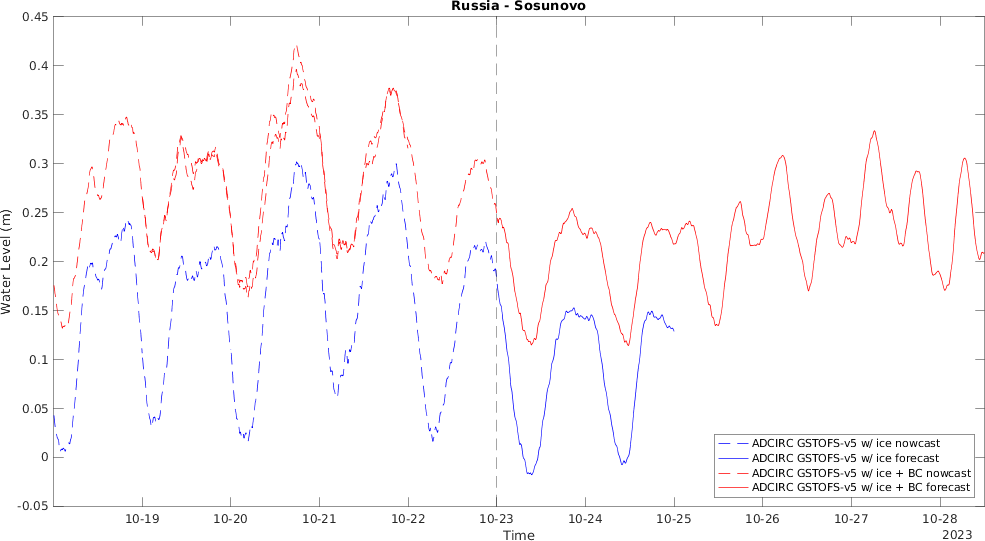 Russia - Sosunovo
0.45
0.4
0.35
0.3
0.25
0.2
0.15
0.1
0.05
0
-0.05
Water Level (m)
ADCIRC GSTOFS-v5 w/ ice nowcast
ADCIRC GSTOFS-v5 w/ ice forecast
ADCIRC GSTOFS-v5 w/ ice + BC nowcast
ADCIRC GSTOFS-v5 w/ ice + BC forecast
10-19 10-20 10-21 10-22 10-23 10-24 10-25 10-26 10-27 10-28
Time
2023